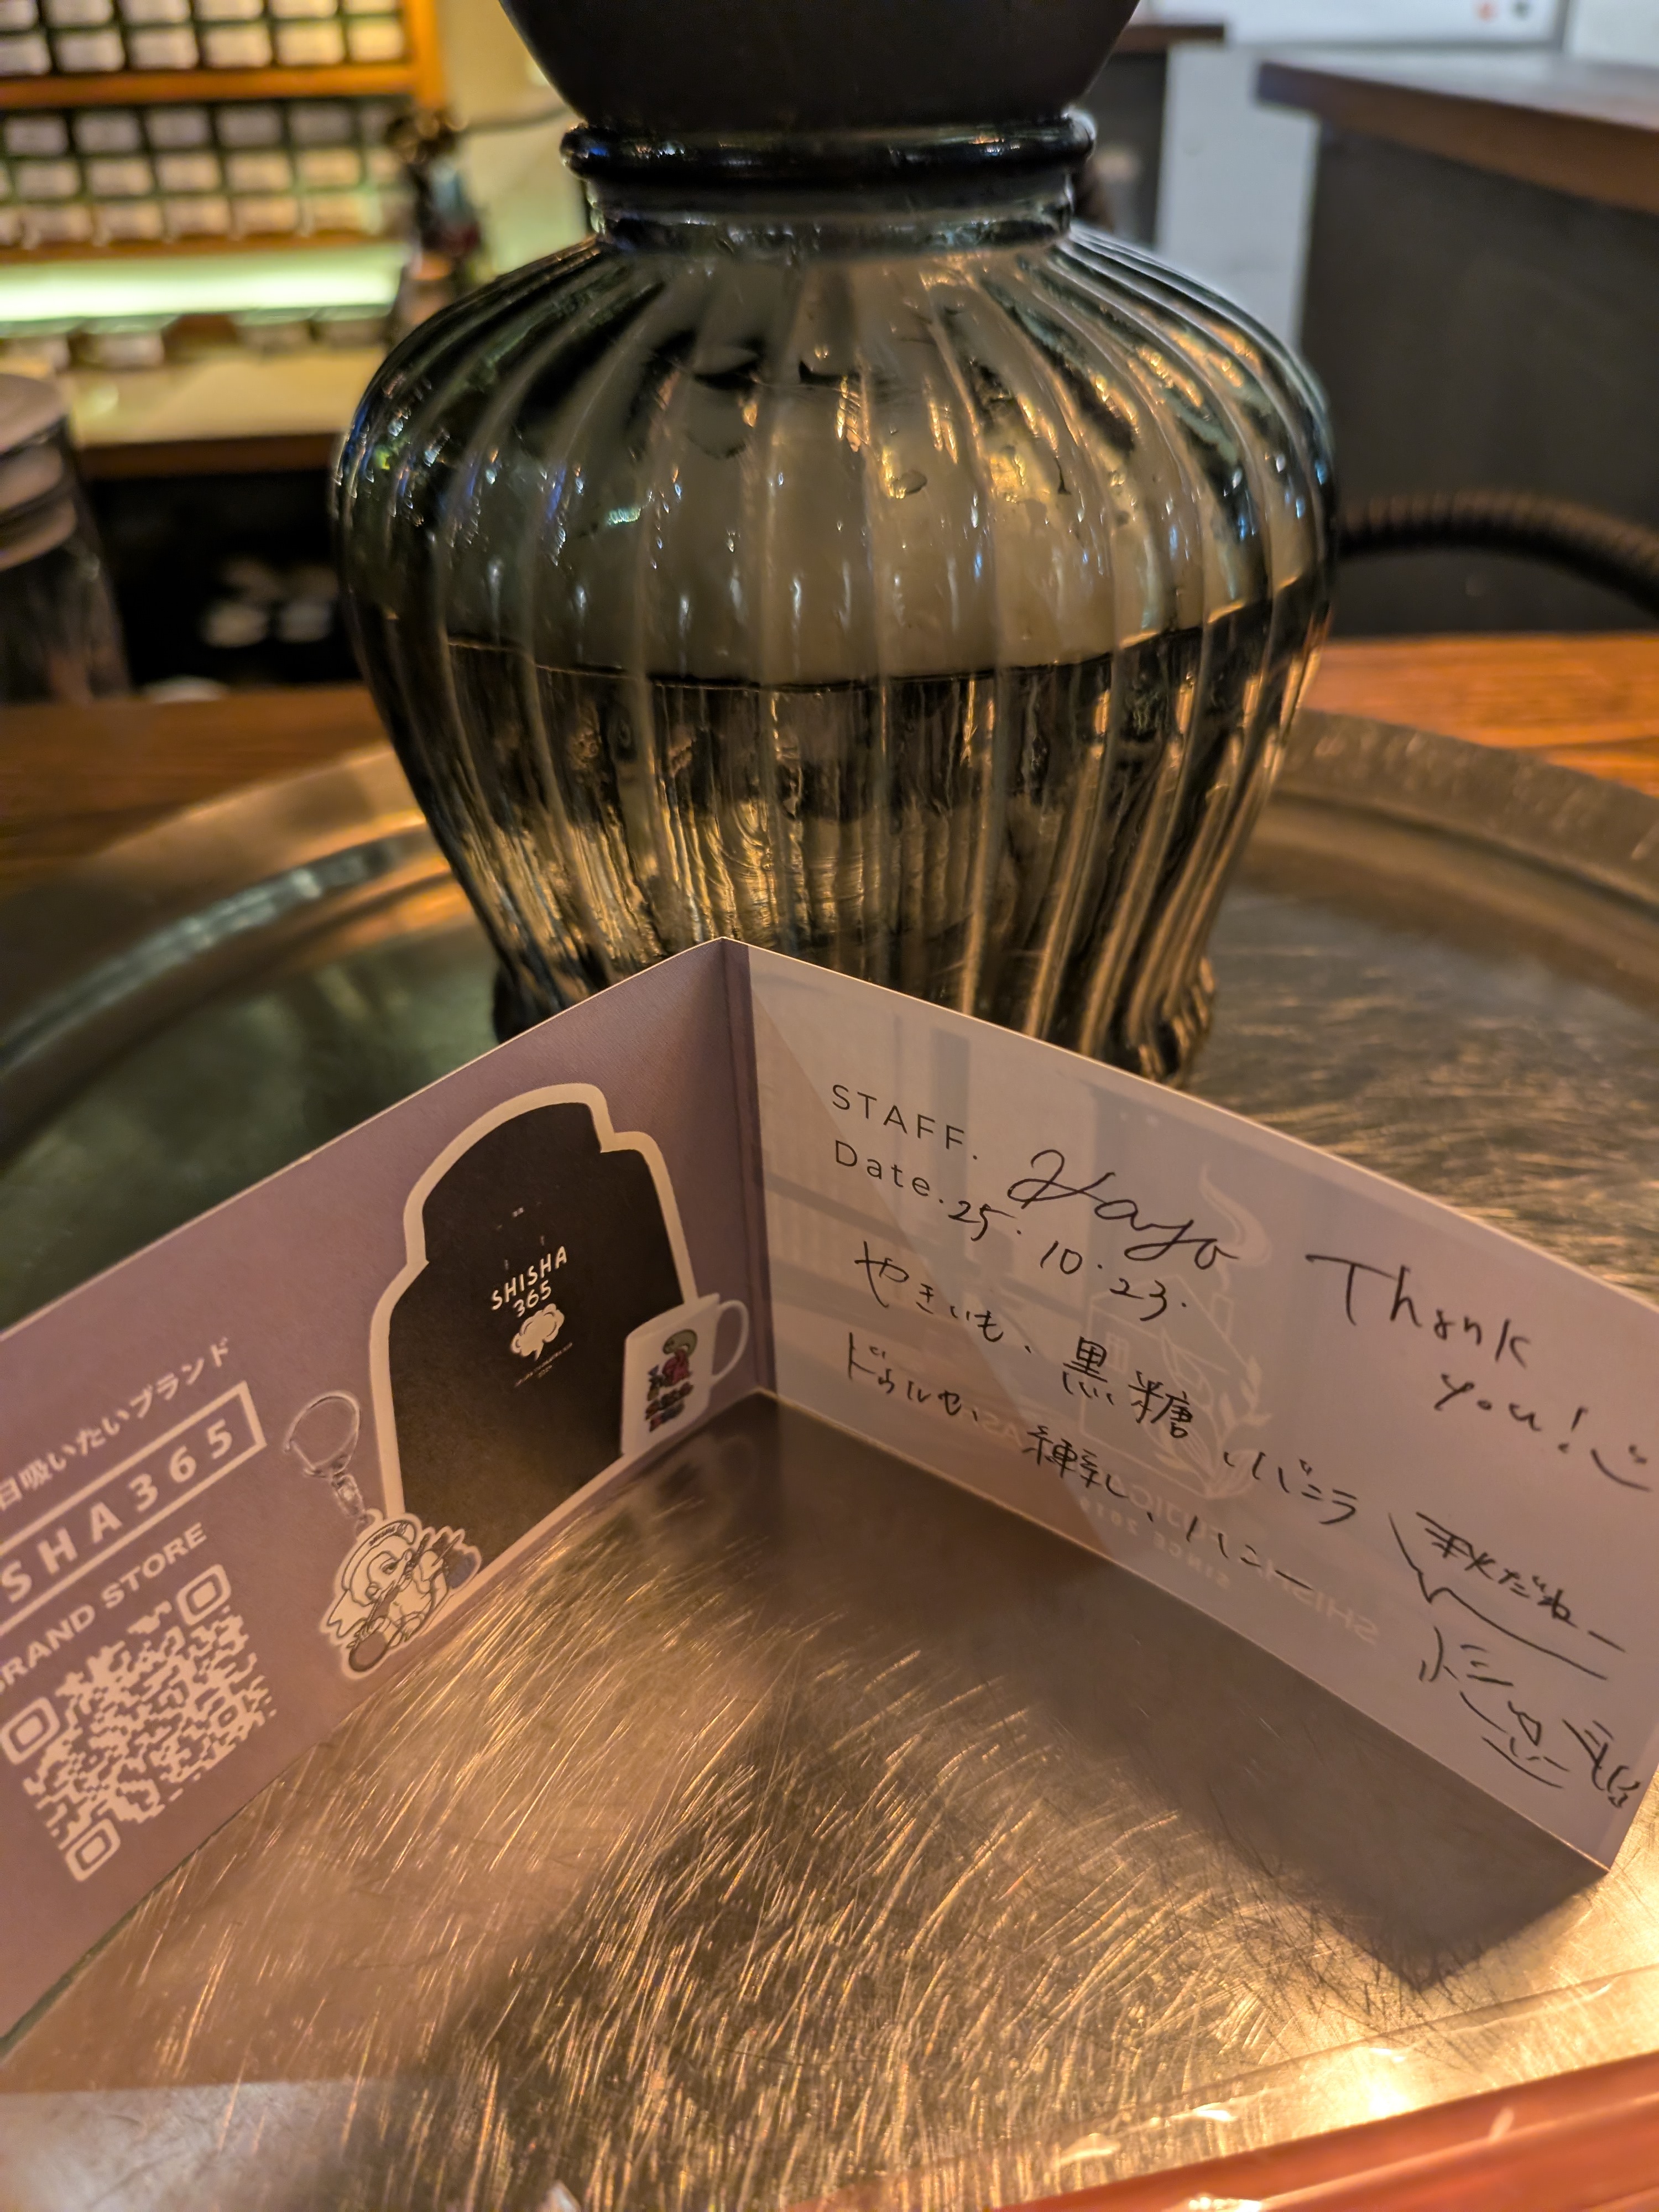 日吸いたいブランド
SHA365
BRAND STORE
SHISHA
365
STAFF. Hayo
Date. 25.10.23.
やきいも、黒糖、バニラ
ドゥルセ、練乳、ハニー
Thank
you!
秋だねー